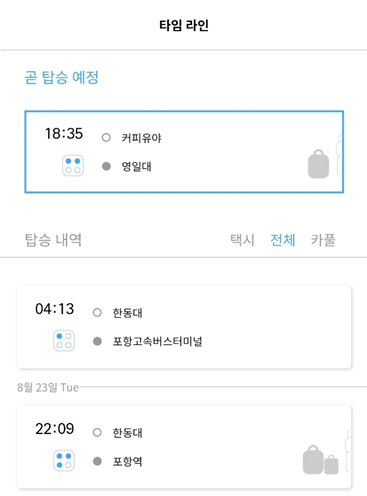 타임 라인
곧 탑승 예정
18:35
커피유야
영일대
탑승 내역 택시 전체 카풀
04:13
한동대
포항고속버스터미널
8월 23일 Tue
22:09
한동대
포항역